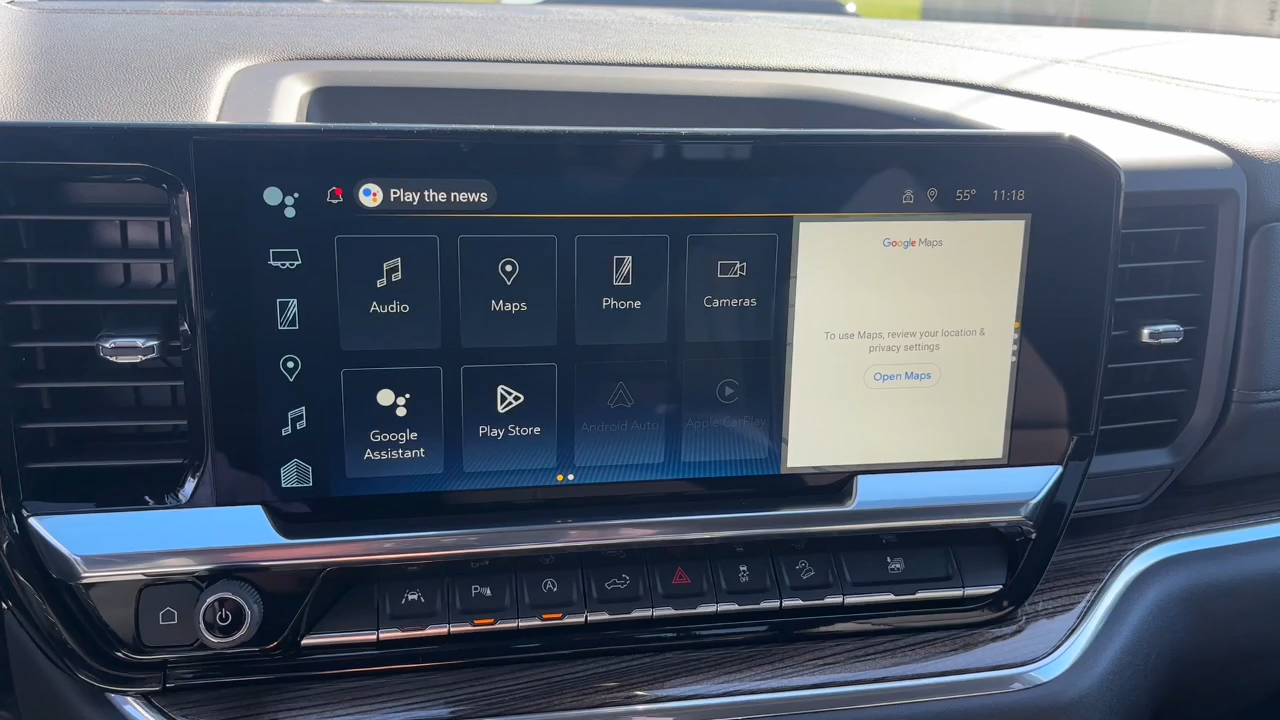 Play the news
55° 11:18
Audio
Maps
Phone
Cameras
Google Maps
To use Maps, review your location &
privacy settings
Open Maps
Google
Assistant
Play Store
Android Auto
Apple CarPlay
P
A
OFF